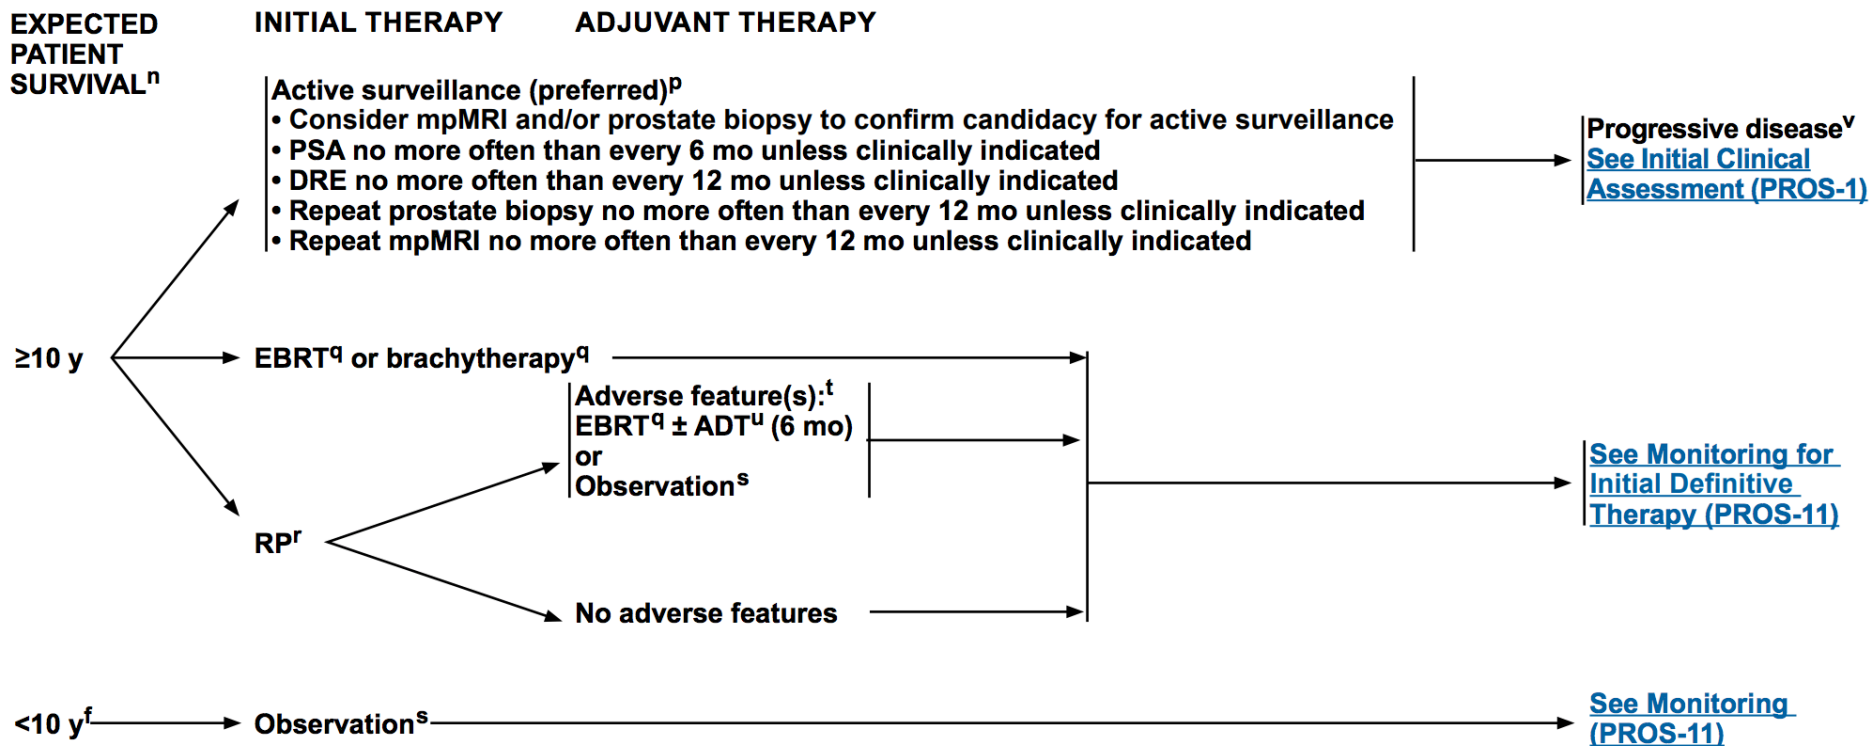 EXPECTED
PATIENT
SURVIVALⁿ
INITIAL THERAPY
ADJUVANT THERAPY
Active surveillance (preferred)ᵖ
• Consider mpMRI and/or prostate biopsy to confirm candidacy for active surveillance
• PSA no more often than every 6 mo unless clinically indicated
• DRE no more often than every 12 mo unless clinically indicated
• Repeat prostate biopsy no more often than every 12 mo unless clinically indicated
• Repeat mpMRI no more often than every 12 mo unless clinically indicated
Progressive diseaseᵛ
See Initial Clinical
Assessment (PROS-1)
≥10 y
EBRT^q or brachytherapy^q
Adverse feature(s):ᵗ
EBRT^q ± ADTᵘ (6 mo)
or
Observationˢ
RPʳ
No adverse features
See Monitoring for
Initial Definitive
Therapy (PROS-11)
<10 yᶠ
Observationˢ
See Monitoring
(PROS-11)